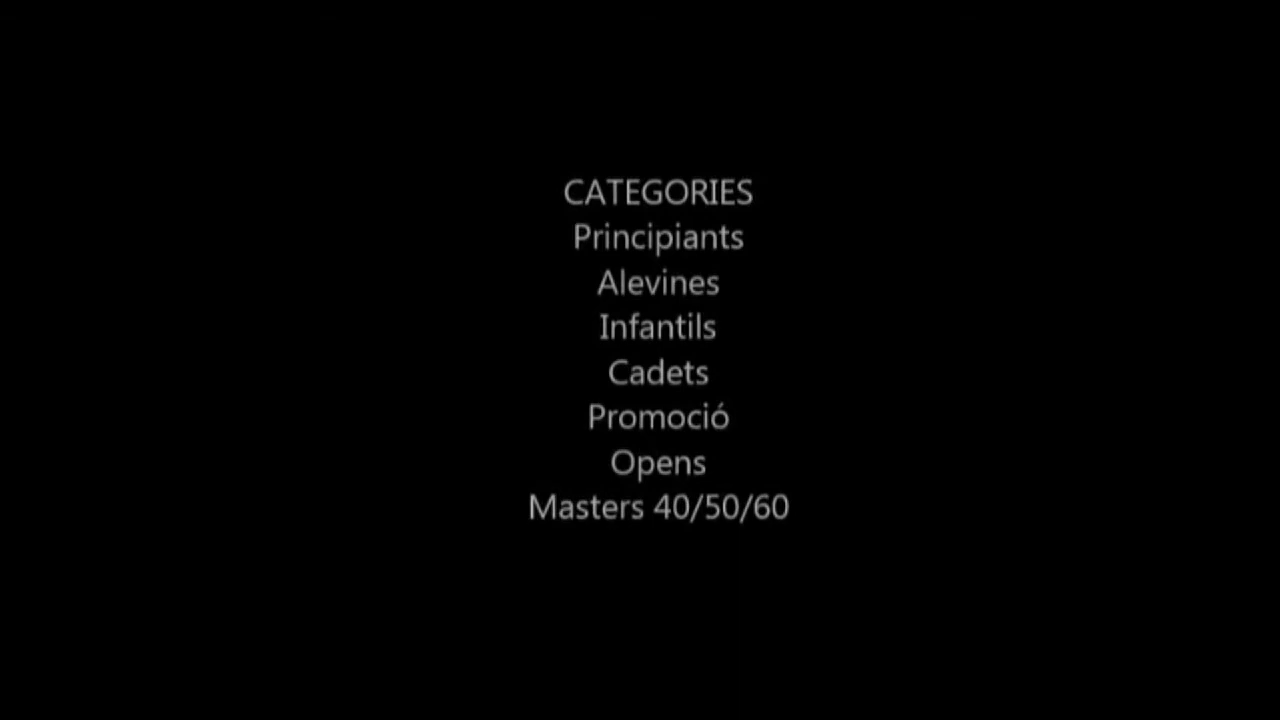 CATEGORIES
Principiants
Alevines
Infantils
Cadets
Promoció
Opens
Masters 40/50/60